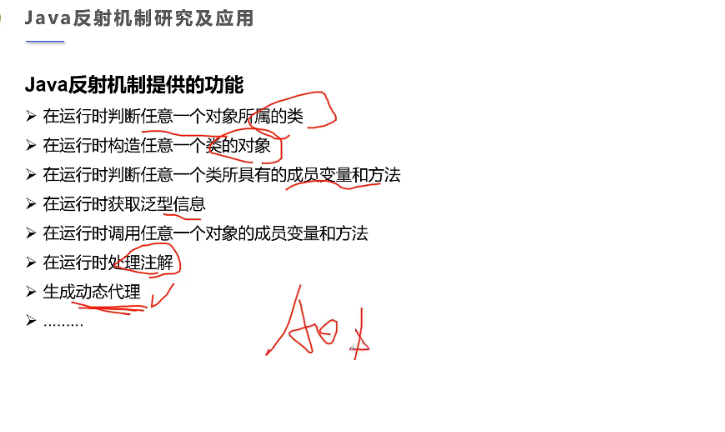 Java反射机制研究及应用
Java反射机制提供的功能
➢ 在运行时判断任意一个对象所属的类
➢ 在运行时构造任意一个类的对象
➢ 在运行时判断任意一个类所具有的成员变量和方法
➢ 在运行时获取泛型信息
➢ 在运行时调用任意一个对象的成员变量和方法
➢ 在运行时处理注解
➢ 生成动态代理
➢ ………